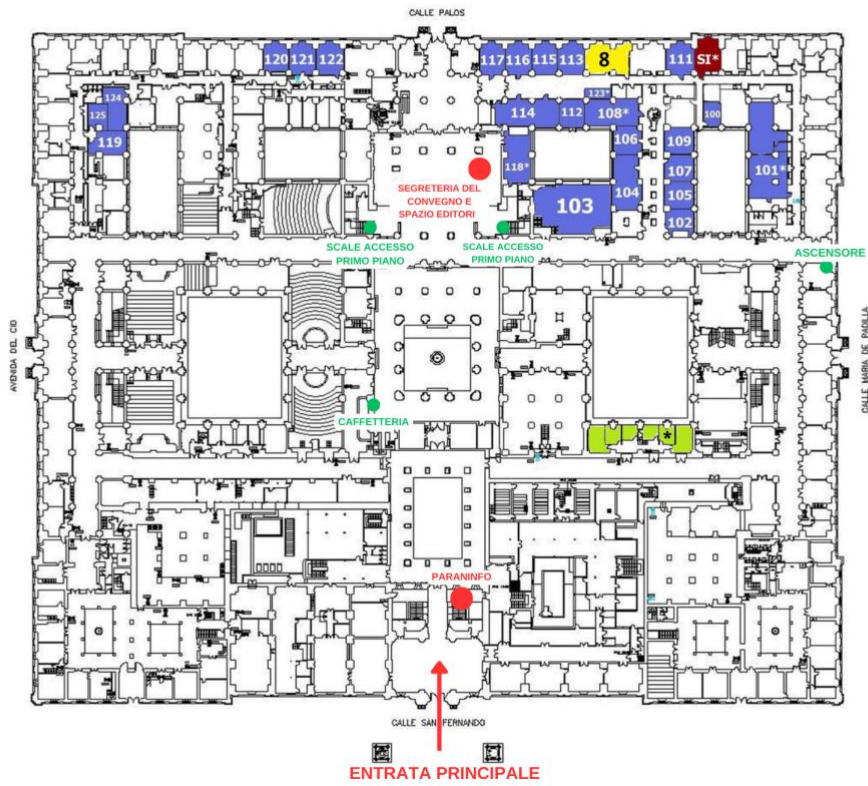 CALLE PALOS
120 121 122
117 116 115 113 8 111 SI*
123*
124
125
119
114 112 108* 100
106
109
118*
107 101*
104
105
103
102
SEGRETERIA DEL
CONVEGNO E
SPAZIO EDITORI
SCALE ACCESSO
PRIMO PIANO
SCALE ACCESSO
PRIMO PIANO
ASCENSORE
AVENIDA DEL CID
CALLE MARIA DE PADILLA
CAFFETTERIA
*
PARANINFO
CALLE SAN FERNANDO
ENTRATA PRINCIPALE